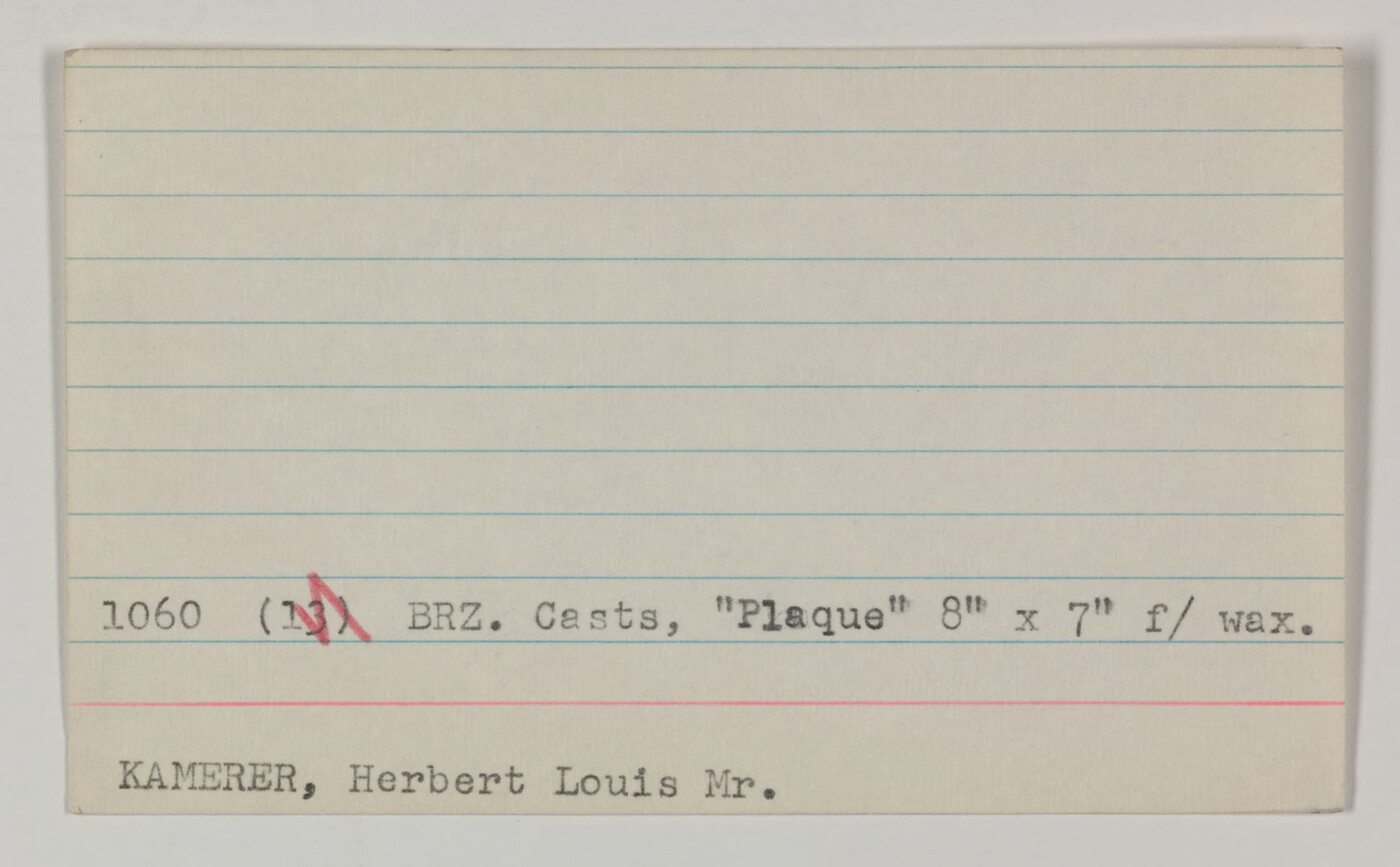 1060 (13) BRZ. Casts, "Plaque" 8" x 7" f/ wax.
KAMERER, Herbert Louis Mr.